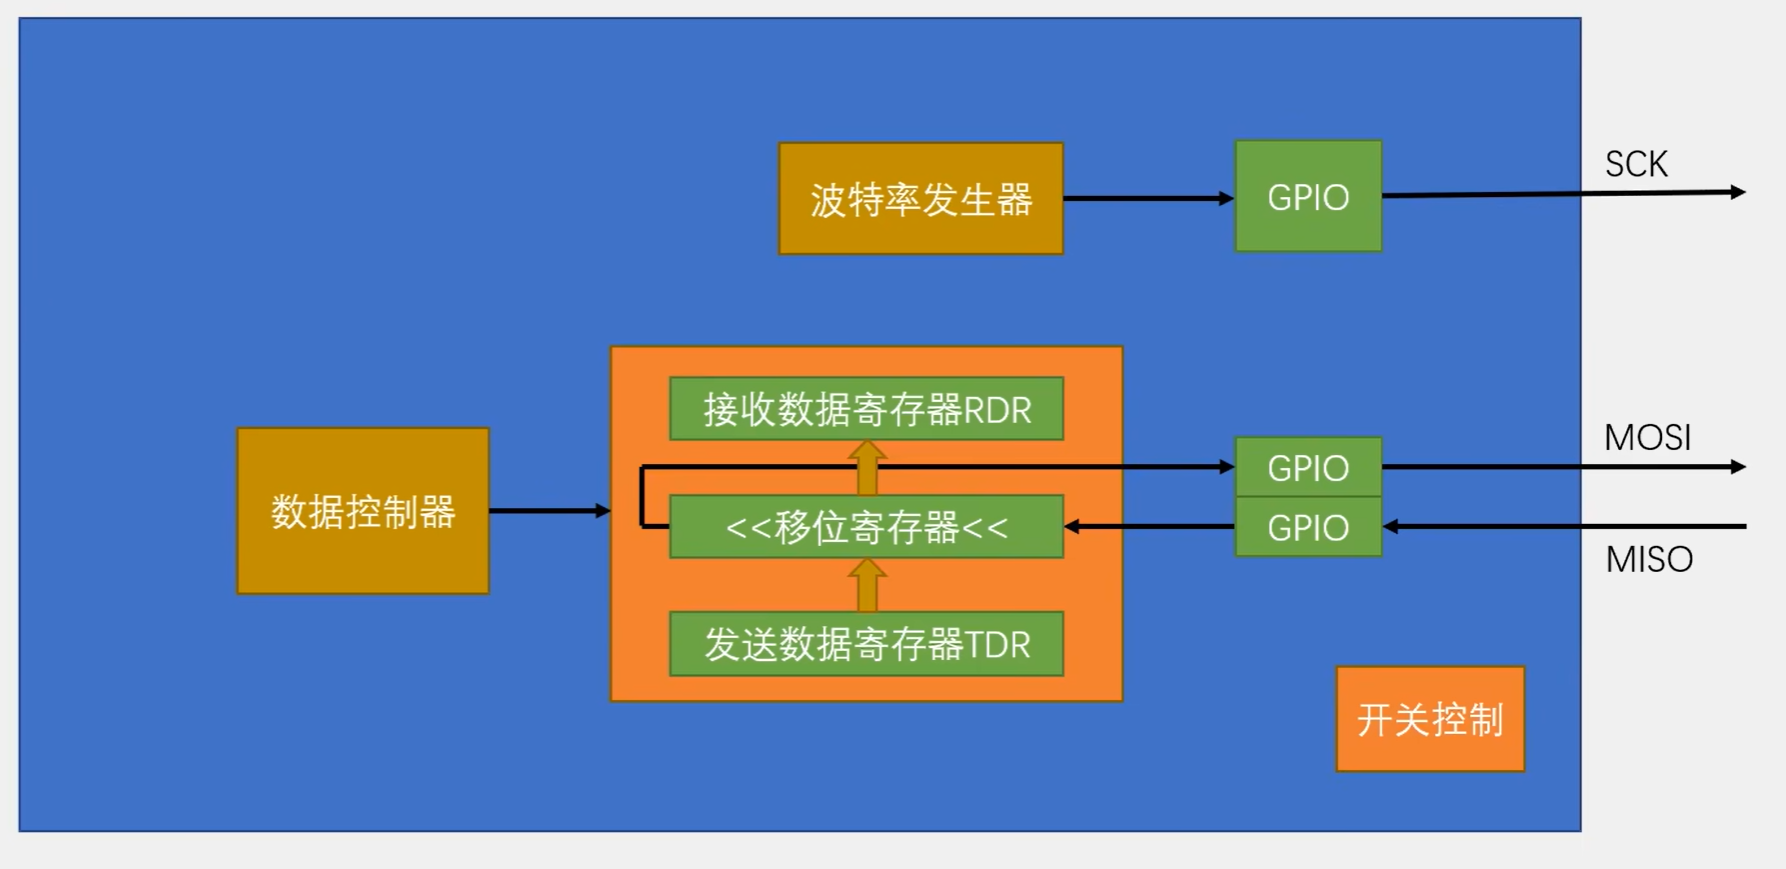 波特率发生器
GPIO
SCK
接收数据寄存器RDR
MOSI
GPIO
数据控制器
<<移位寄存器<<
GPIO
MISO
发送数据寄存器TDR
开关控制